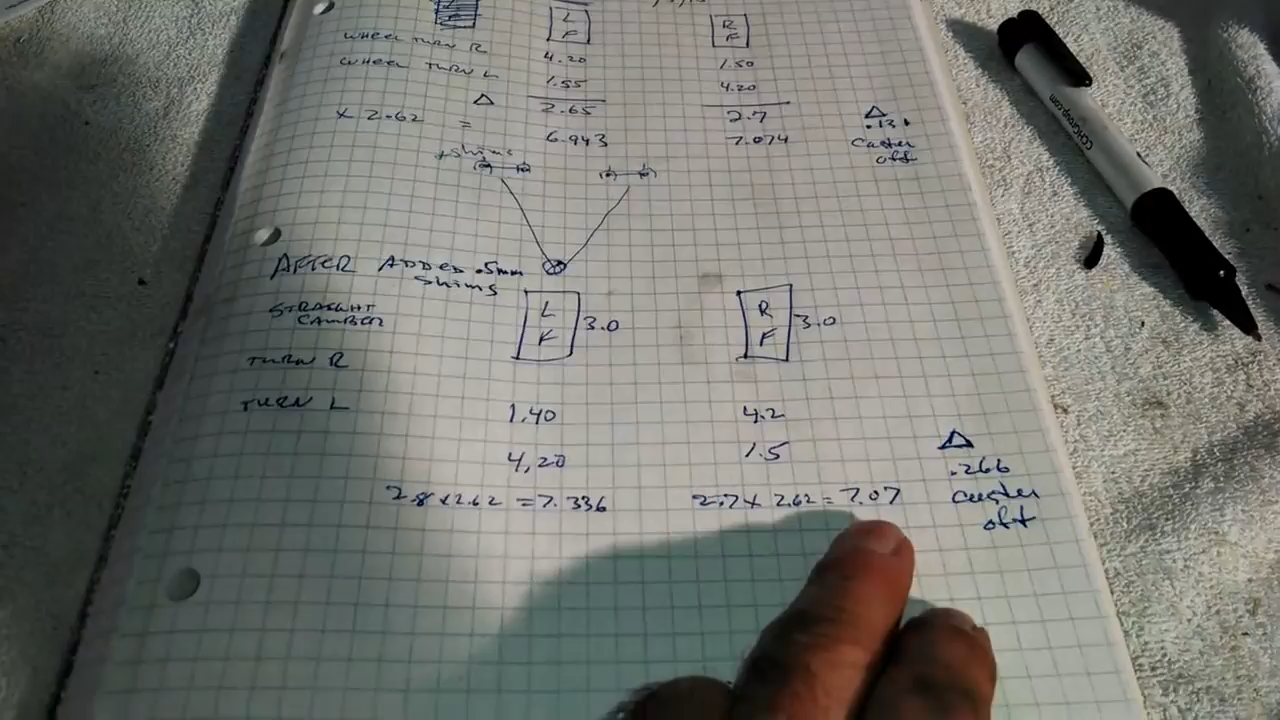 L F
R F
WHEEL TURN R 4.20 1.50
WHEEL TURN L 1.55 4.20
Δ 2.65 2.7 Δ
× 2.62 = 6.943 7.074 .131
Caster off
+Shims
AFTER ADDED .5mm Shims
STRAIGHT CAMBER L F 3.0 R F 3.0
TURN R
TURN L 1.40 4.2
4,20 1.5
Δ .266
2.8 × 2.62 = 7.336 2.7 × 2.62 = 7.07 caster off
CCHGroup.com